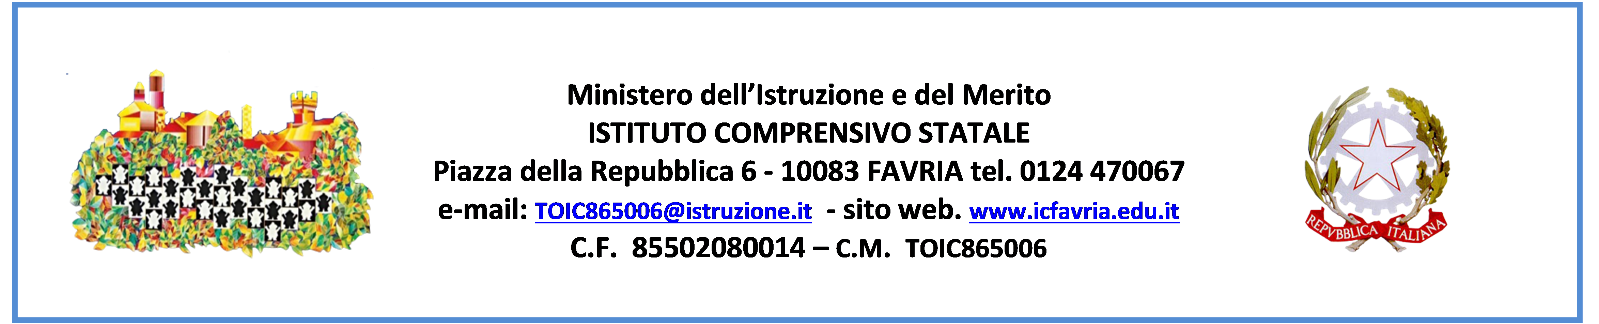 Ministero dell’Istruzione e del Merito
ISTITUTO COMPRENSIVO STATALE
Piazza della Repubblica 6 - 10083 FAVRIA tel. 0124 470067
e-mail: TOIC865006@istruzione.it - sito web. www.icfavria.edu.it
C.F. 85502080014 – C.M. TOIC865006
REPVBBLICA ITALIANA